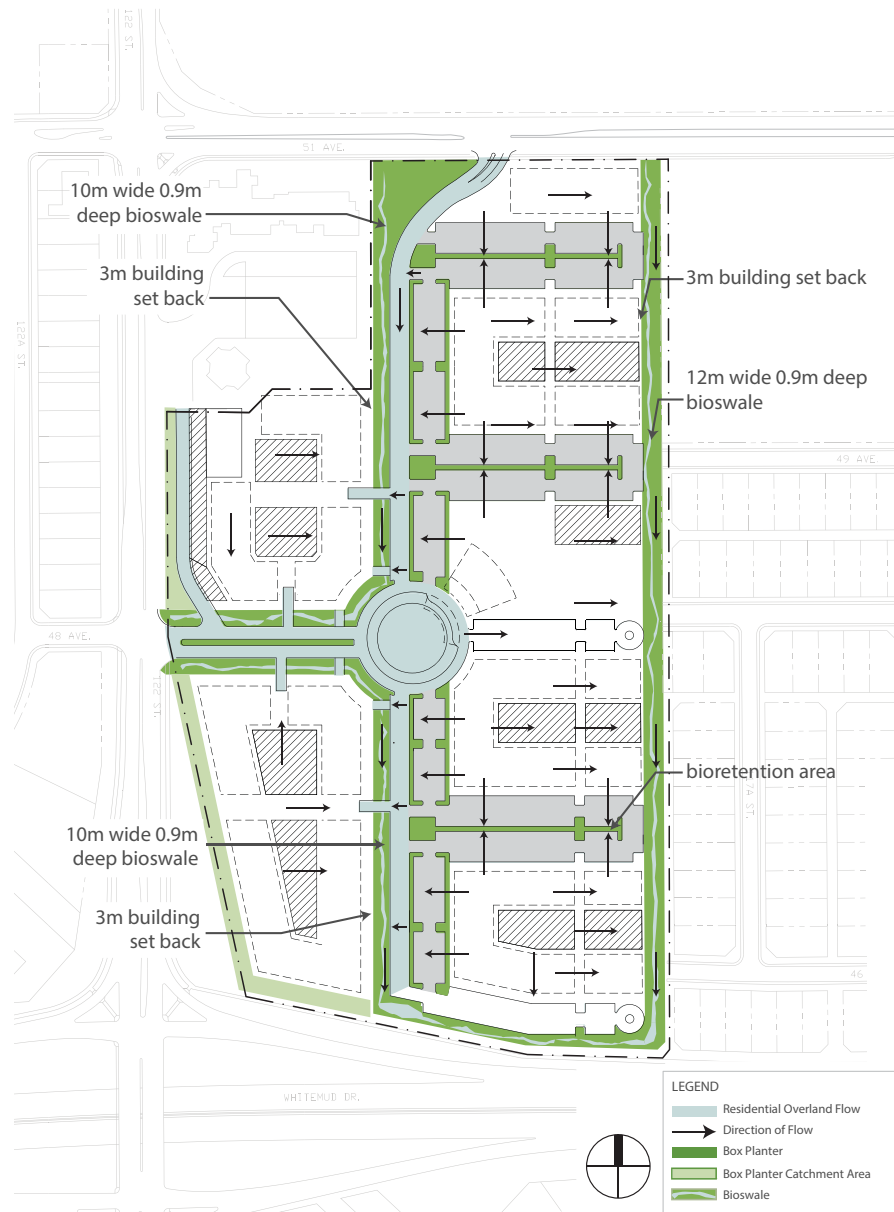 122 ST.
51 AVE.
10m wide 0.9m
deep bioswale
3m building
set back
3m building set back
122A ST.
12m wide 0.9m deep
bioswale
49 AVE.
48 AVE.
122 ST.
bioretention area
10m wide 0.9m
deep bioswale
3m building
set back
46
WHITEMUD DR.
LEGEND
Residential Overland Flow
Direction of Flow
Box Planter
Box Planter Catchment Area
Bioswale